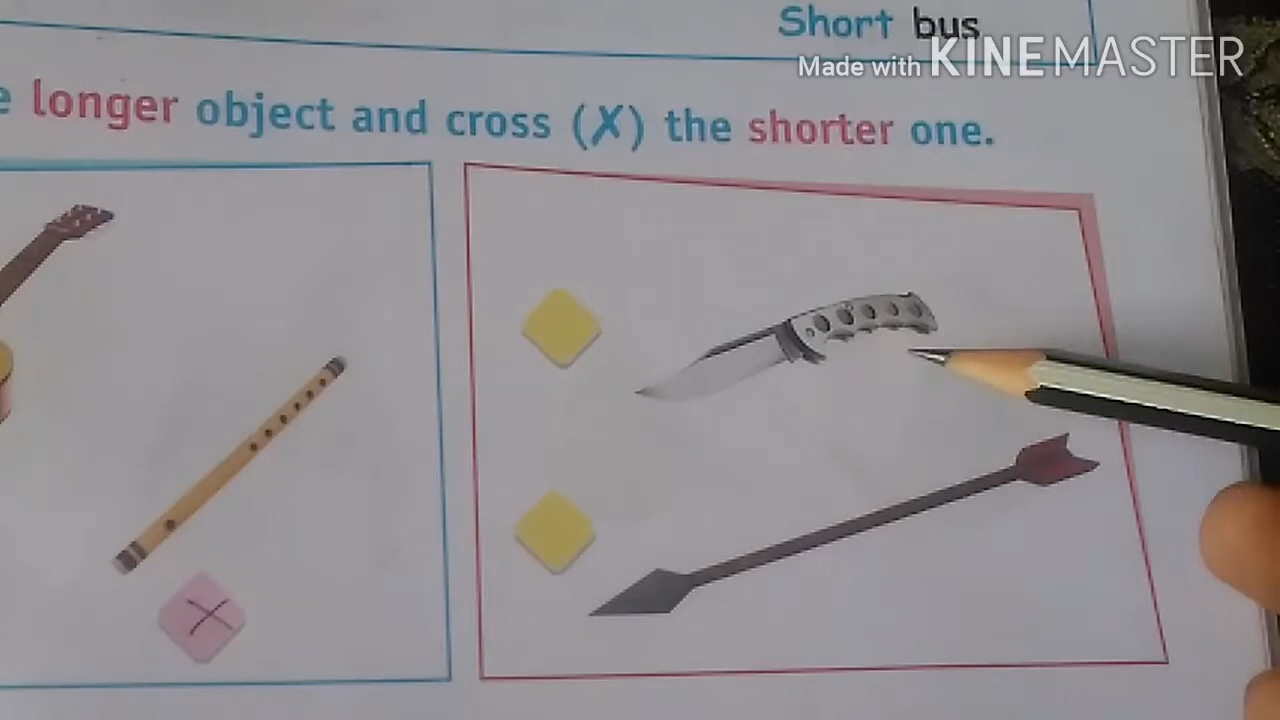 Short bus
Made with KINEMASTER
longer object and cross (✗) the shorter one.